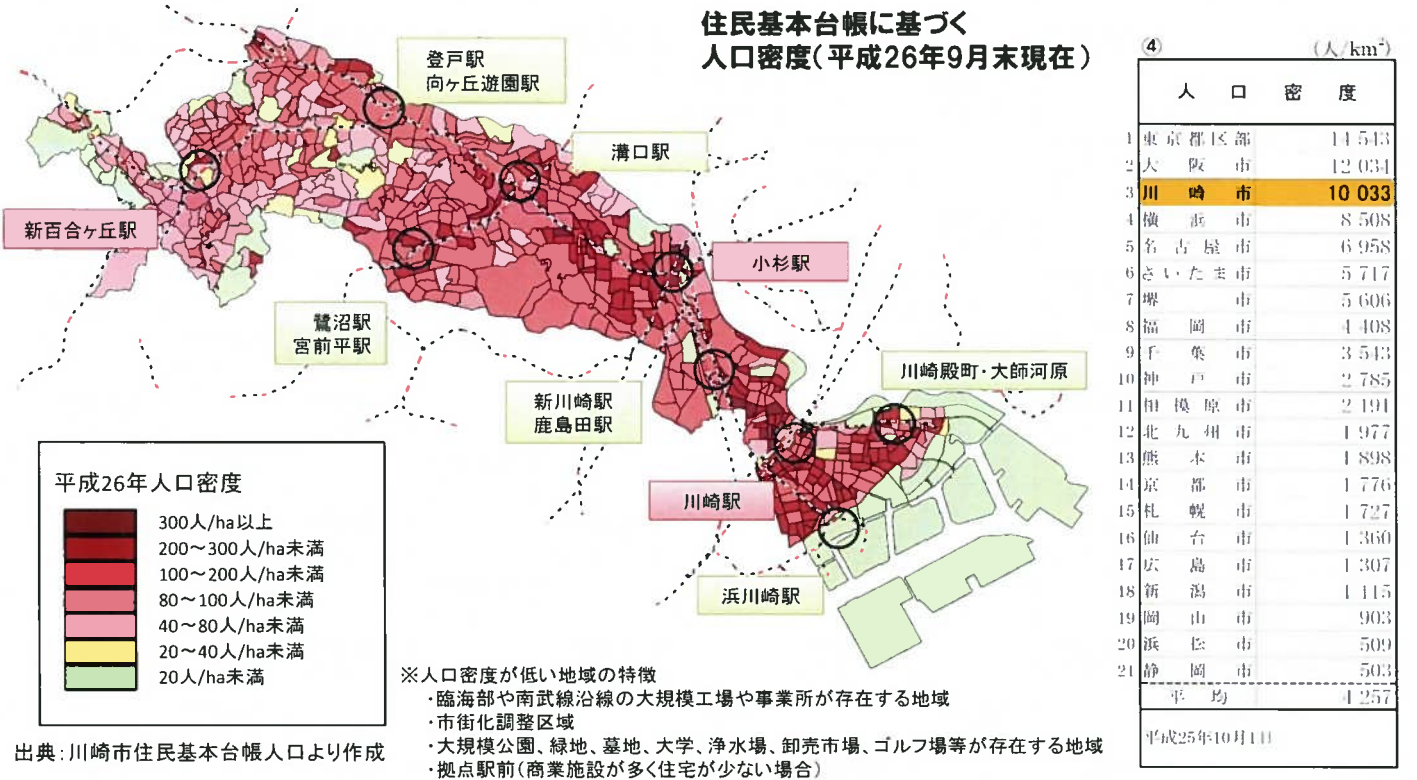 住民基本台帳に基づく
人口密度(平成26年9月末現在)
登戸駅
向ヶ丘遊園駅
溝口駅
新百合ヶ丘駅
小杉駅
鷺沼駅
宮前平駅
川崎殿町・大師河原
新川崎駅
鹿島田駅
川崎駅
浜川崎駅
平成26年人口密度
300人/ha以上
200～300人/ha未満
100～200人/ha未満
80～100人/ha未満
40～80人/ha未満
20～40人/ha未満
20人/ha未満
出典:川崎市住民基本台帳人口より作成
※人口密度が低い地域の特徴
・臨海部や南武線沿線の大規模工場や事業所が存在する地域
・市街化調整区域
・大規模公園、緑地、墓地、大学、浄水場、卸売市場、ゴルフ場等が存在する地域
・拠点駅前(商業施設が多く住宅が少ない場合)
④ (人/km²)
人口密度
1 東京都区部 14 543
2 大阪市 12 034
3 川崎市 10 033
4 横浜市 8 508
5 名古屋市 6 958
6 さいたま市 5 717
7 堺市 5 606
8 福岡市 4 408
9 千葉市 3 543
10 神戸市 2 785
11 相模原市 2 191
12 北九州市 1 977
13 熊本市 1 898
14 京都市 1 776
15 札幌市 1 727
16 仙台市 1 360
17 広島市 1 307
18 新潟市 1 115
19 岡山市 903
20 浜松市 509
21 静岡市 503
平均 4 257
平成25年10月1日